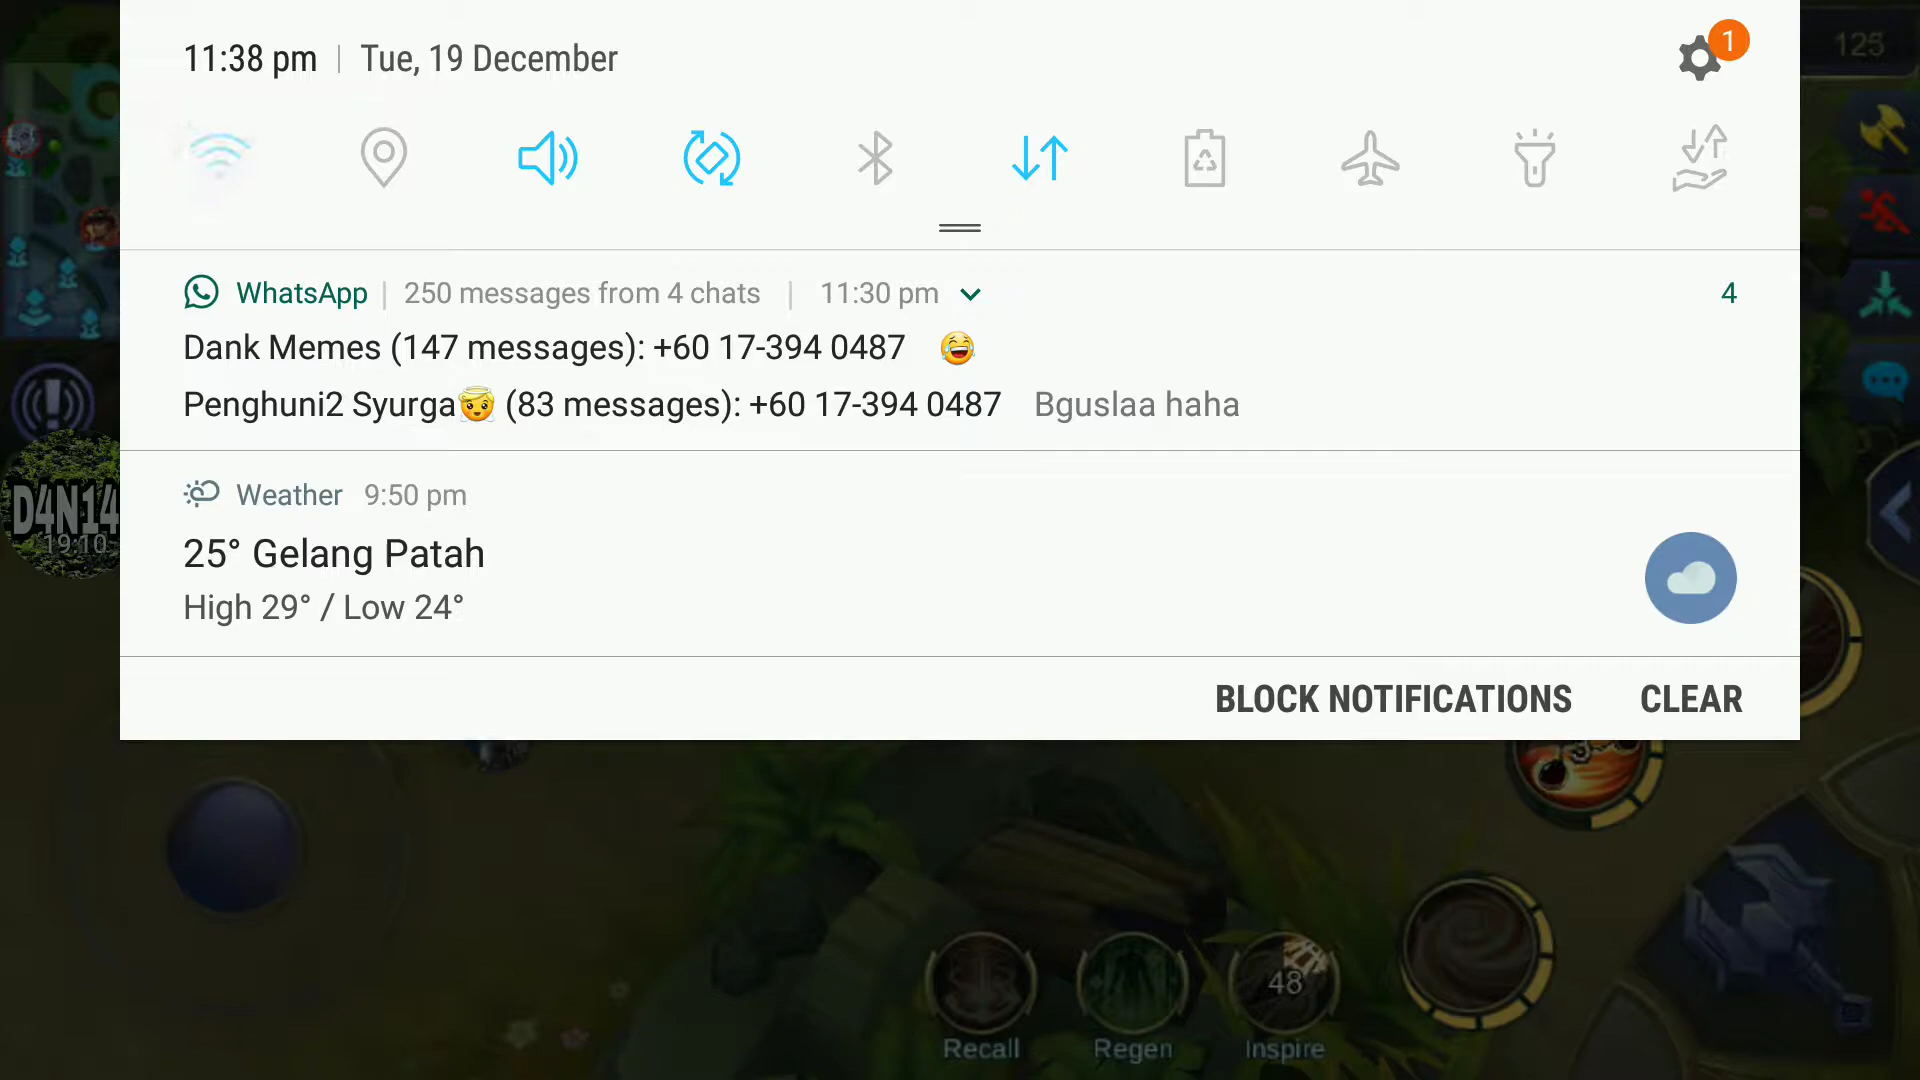 11:38 pm | Tue, 19 December
1
125
WhatsApp | 250 messages from 4 chats | 11:30 pm
4
Dank Memes (147 messages): +60 17-394 0487 😂
Penghuni2 Syurga😇 (83 messages): +60 17-394 0487 Bguslaa haha
D4N14
19:10
Weather 9:50 pm
25° Gelang Patah
High 29° / Low 24°
BLOCK NOTIFICATIONS CLEAR
48
Recall Regen Inspire